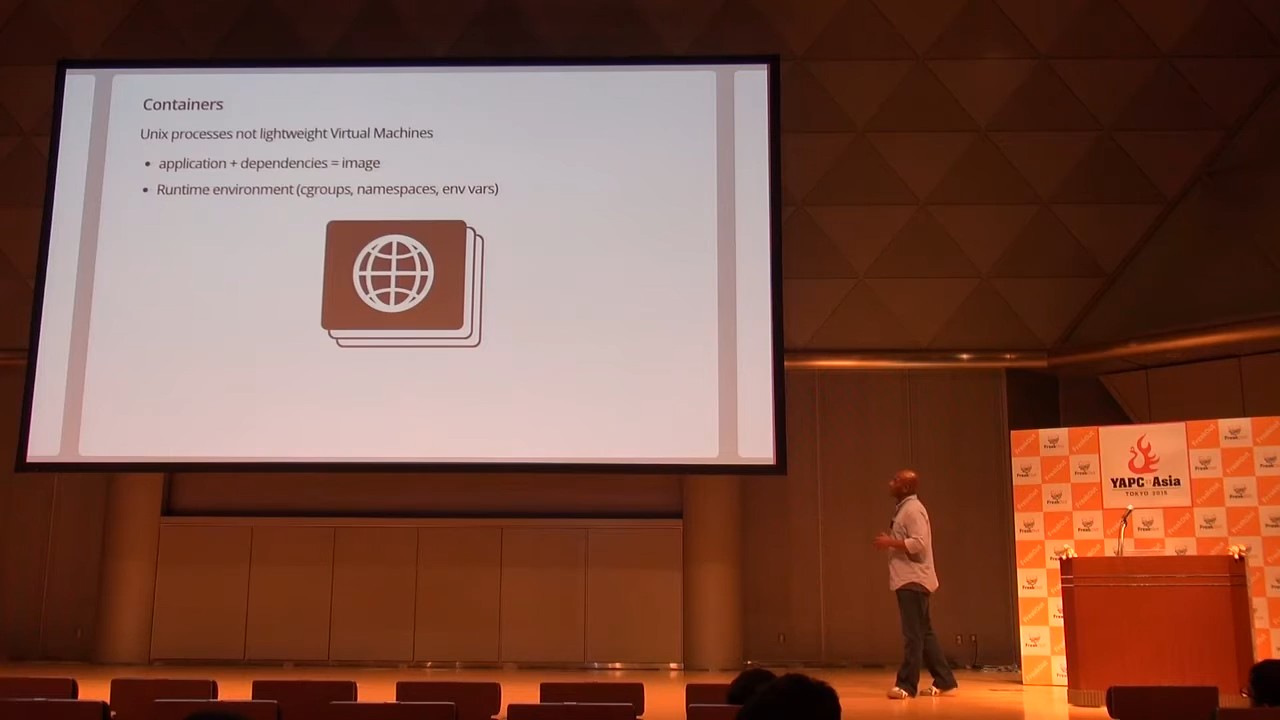 Containers
Unix processes not lightweight Virtual Machines
• application + dependencies = image
• Runtime environment (cgroups, namespaces, env vars)
YAPC::Asia
TOKYO 2015
FreakOut